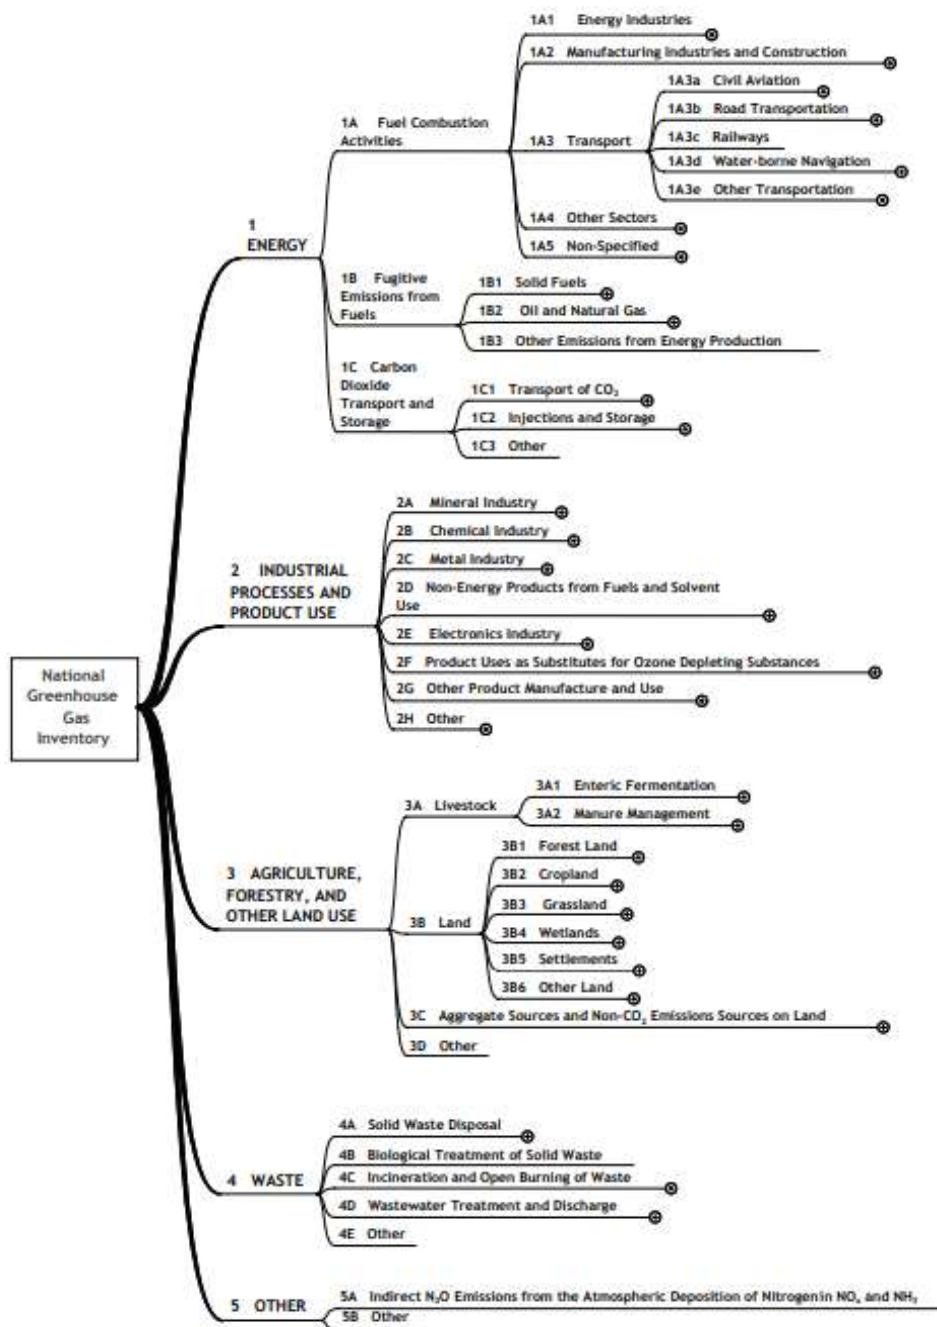 National
Greenhouse
Gas
Inventory
1
ENERGY
1A Fuel Combustion
Activities
1A1 Energy Industries
1A2 Manufacturing Industries and Construction
1A3 Transport
1A3a Civil Aviation
1A3b Road Transportation
1A3c Railways
1A3d Water-borne Navigation
1A3e Other Transportation
1A4 Other Sectors
1A5 Non-Specified
1B Fugitive
Emissions from
Fuels
1B1 Solid Fuels
1B2 Oil and Natural Gas
1B3 Other Emissions from Energy Production
1C Carbon
Dioxide
Transport and
Storage
1C1 Transport of CO₂
1C2 Injections and Storage
1C3 Other
2 INDUSTRIAL
PROCESSES AND
PRODUCT USE
2A Mineral Industry
2B Chemical Industry
2C Metal Industry
2D Non-Energy Products from Fuels and Solvent
Use
2E Electronics Industry
2F Product Uses as Substitutes for Ozone Depleting Substances
2G Other Product Manufacture and Use
2H Other
3 AGRICULTURE,
FORESTRY, AND
OTHER LAND USE
3A Livestock
3A1 Enteric Fermentation
3A2 Manure Management
3B Land
3B1 Forest Land
3B2 Cropland
3B3 Grassland
3B4 Wetlands
3B5 Settlements
3B6 Other Land
3C Aggregate Sources and Non-CO₂ Emissions Sources on Land
3D Other
4 WASTE
4A Solid Waste Disposal
4B Biological Treatment of Solid Waste
4C Incineration and Open Burning of Waste
4D Wastewater Treatment and Discharge
4E Other
5 OTHER
5A Indirect N₂O Emissions from the Atmospheric Deposition of Nitrogenin NOₓ and NH₃
5B Other